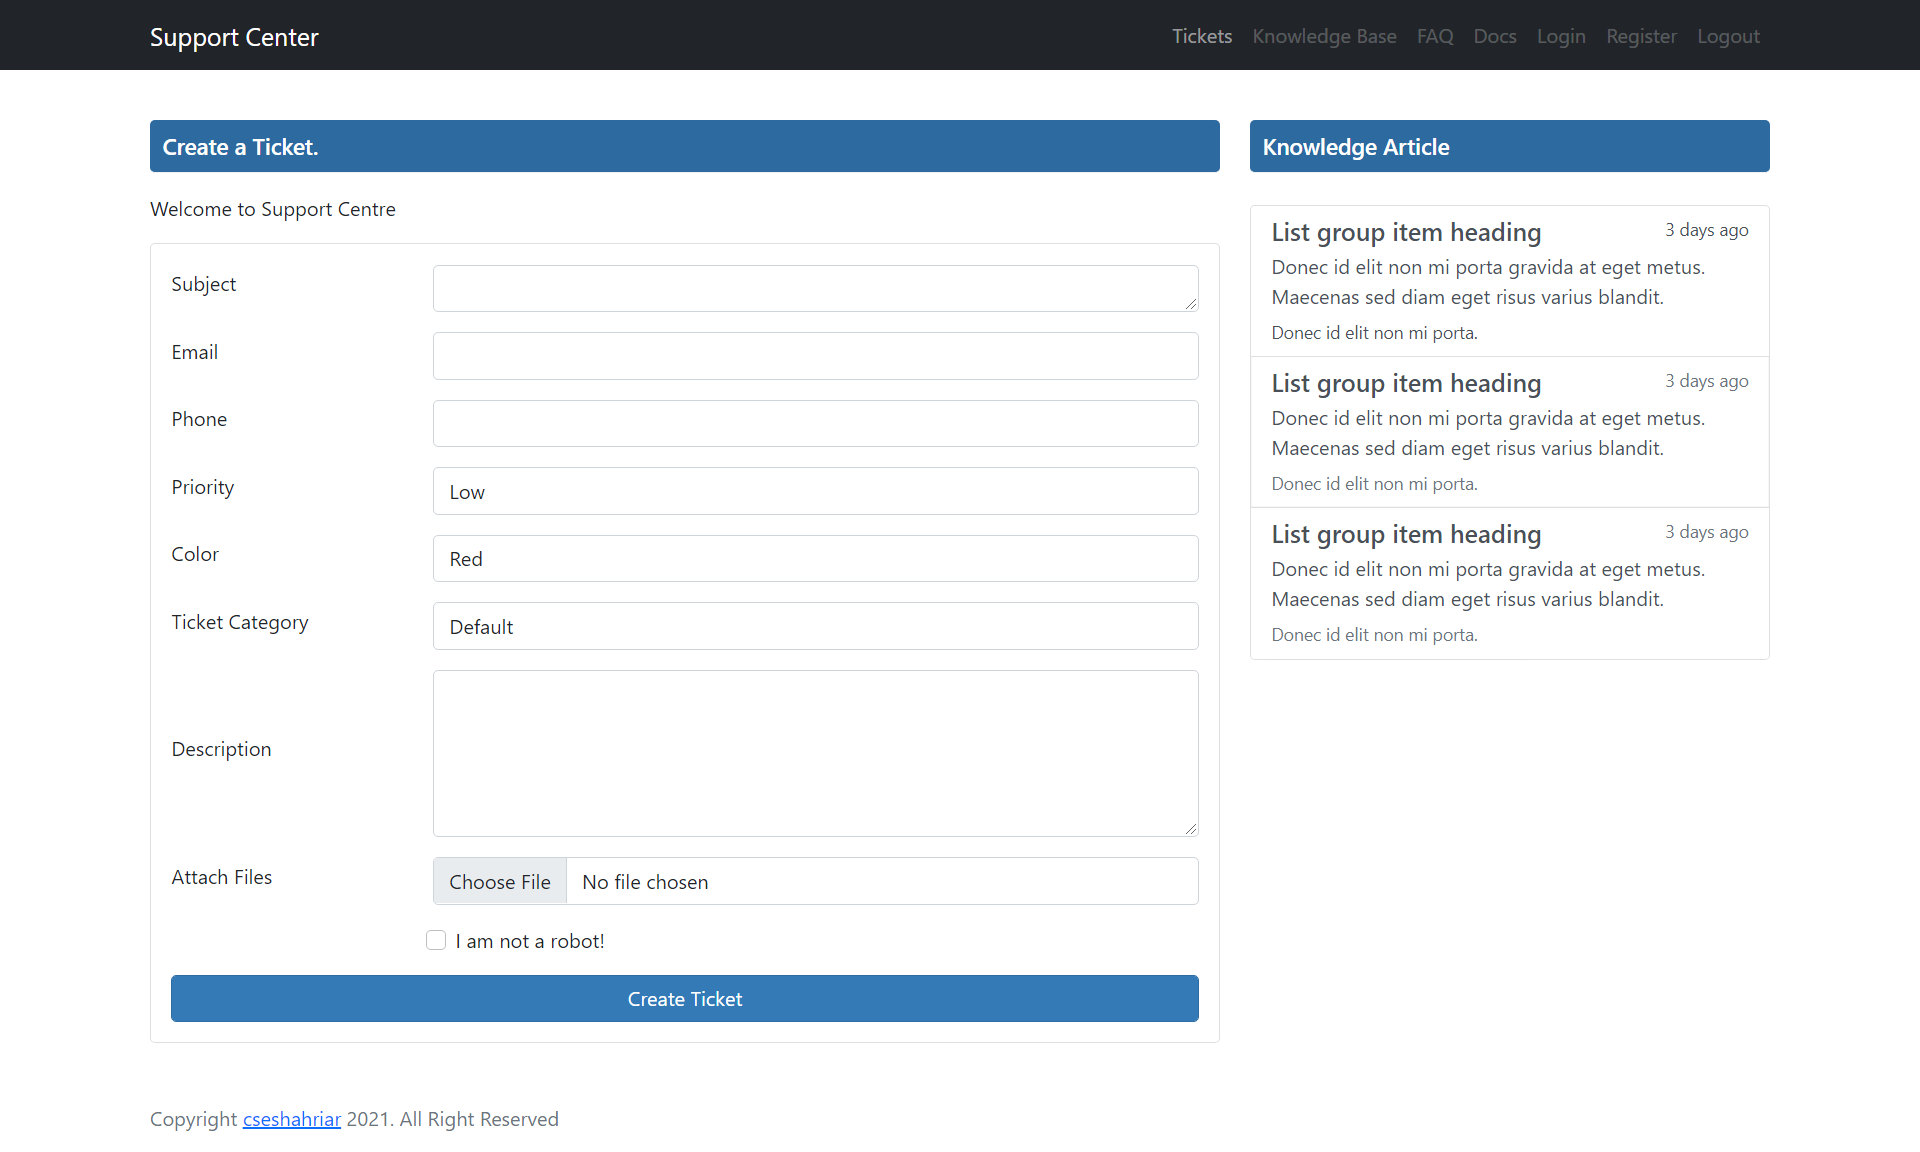 Support Center
Tickets Knowledge Base FAQ Docs Login Register Logout
Create a Ticket.
Welcome to Support Centre
Subject
Email
Phone
Priority
Low
Color
Red
Ticket Category
Default
Description
Attach Files
Choose File No file chosen
I am not a robot!
Create Ticket
Knowledge Article
List group item heading 3 days ago
Donec id elit non mi porta gravida at eget metus.
Maecenas sed diam eget risus varius blandit.
Donec id elit non mi porta.
List group item heading 3 days ago
Donec id elit non mi porta gravida at eget metus.
Maecenas sed diam eget risus varius blandit.
Donec id elit non mi porta.
List group item heading 3 days ago
Donec id elit non mi porta gravida at eget metus.
Maecenas sed diam eget risus varius blandit.
Donec id elit non mi porta.
Copyright cseshahriar 2021. All Right Reserved